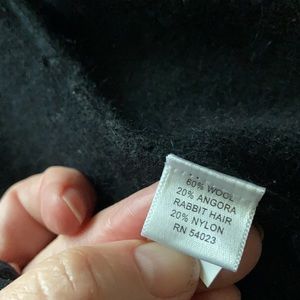 60% WOOL
20% ANGORA
RABBIT HAIR
20% NYLON
RN 54023